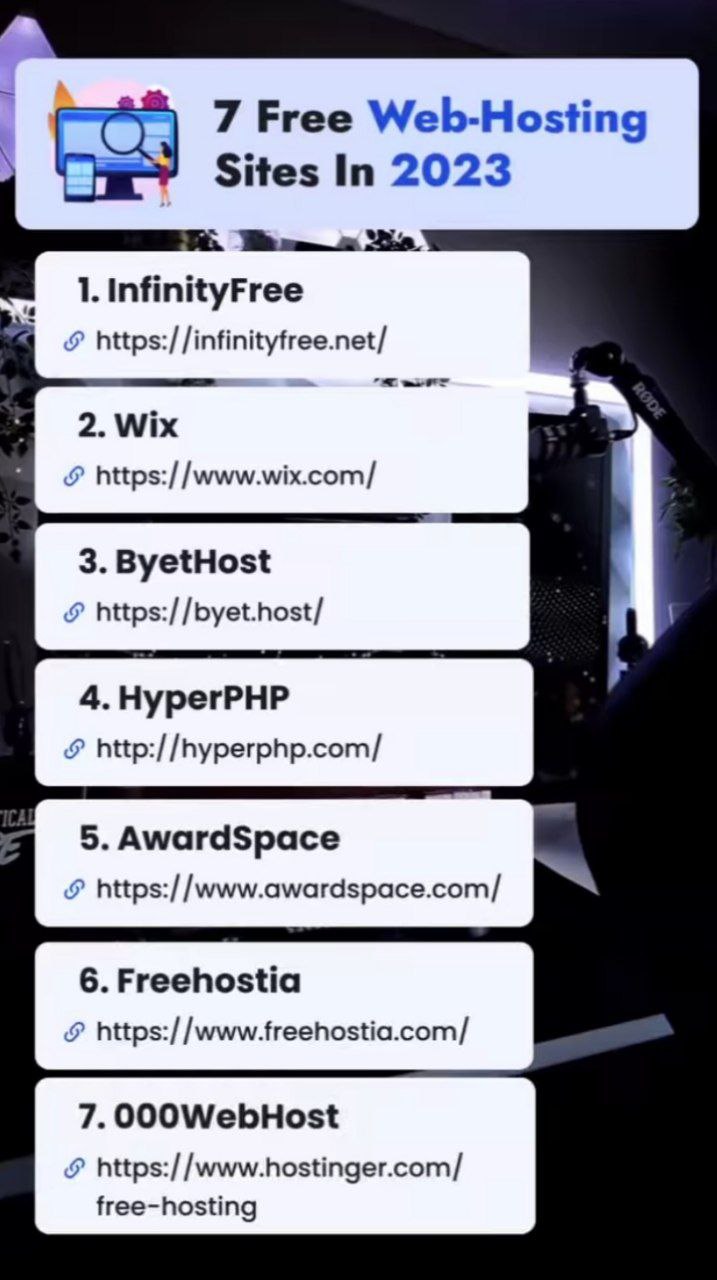 7 Free Web-Hosting
Sites In 2023
1. InfinityFree
https://infinityfree.net/
2. Wix
https://www.wix.com/
RØDE
3. ByetHost
https://byet.host/
4. HyperPHP
http://hyperphp.com/
5. AwardSpace
https://www.awardspace.com/
6. Freehostia
https://www.freehostia.com/
7. 000WebHost
https://www.hostinger.com/
free-hosting